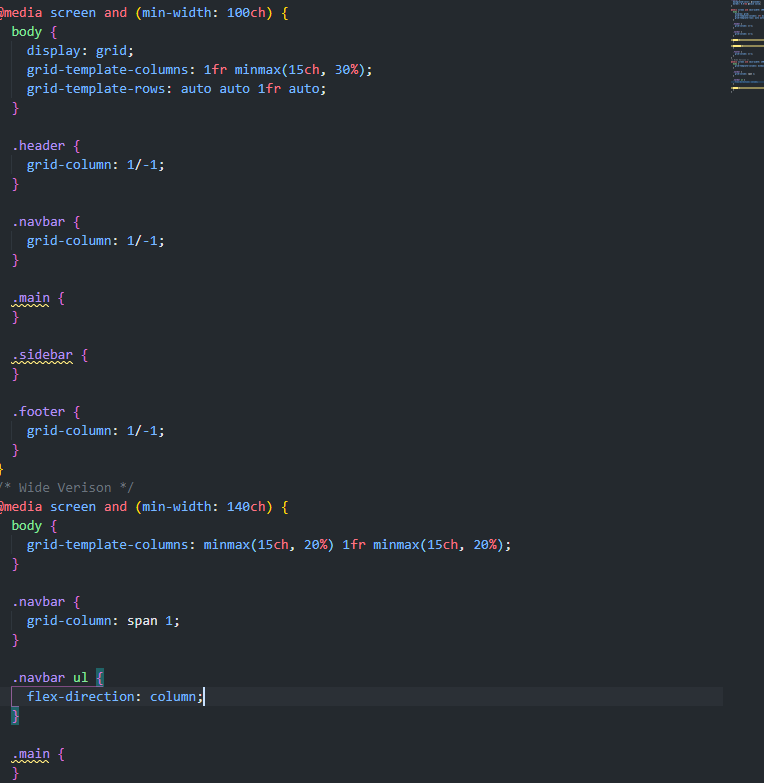 @media screen and (min-width: 100ch) {
body {
display: grid;
grid-template-columns: 1fr minmax(15ch, 30%);
grid-template-rows: auto auto 1fr auto;
}
.header {
grid-column: 1/-1;
}
.navbar {
grid-column: 1/-1;
}
.main {
}
.sidebar {
}
.footer {
grid-column: 1/-1;
}
}
/* Wide Verison */
@media screen and (min-width: 140ch) {
body {
grid-template-columns: minmax(15ch, 20%) 1fr minmax(15ch, 20%);
}
.navbar {
grid-column: span 1;
}
.navbar ul {
flex-direction: column;
}
.main {
}